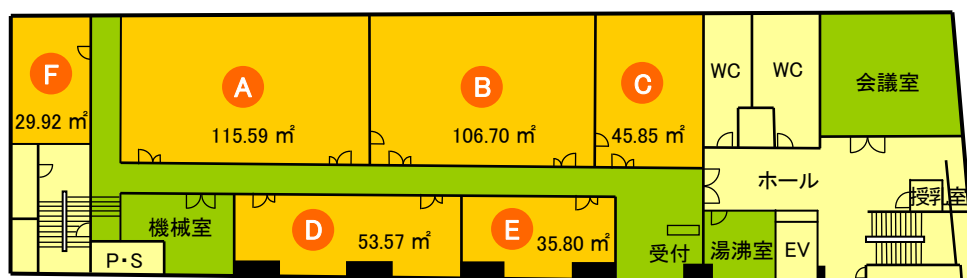 F
29.92 ㎡
A
115.59 ㎡
B
106.70 ㎡
C
45.85 ㎡
WC
WC
会議室
ホール
授乳室
機械室
P・S
D
53.57 ㎡
E
35.80 ㎡
受付
湯沸室
EV